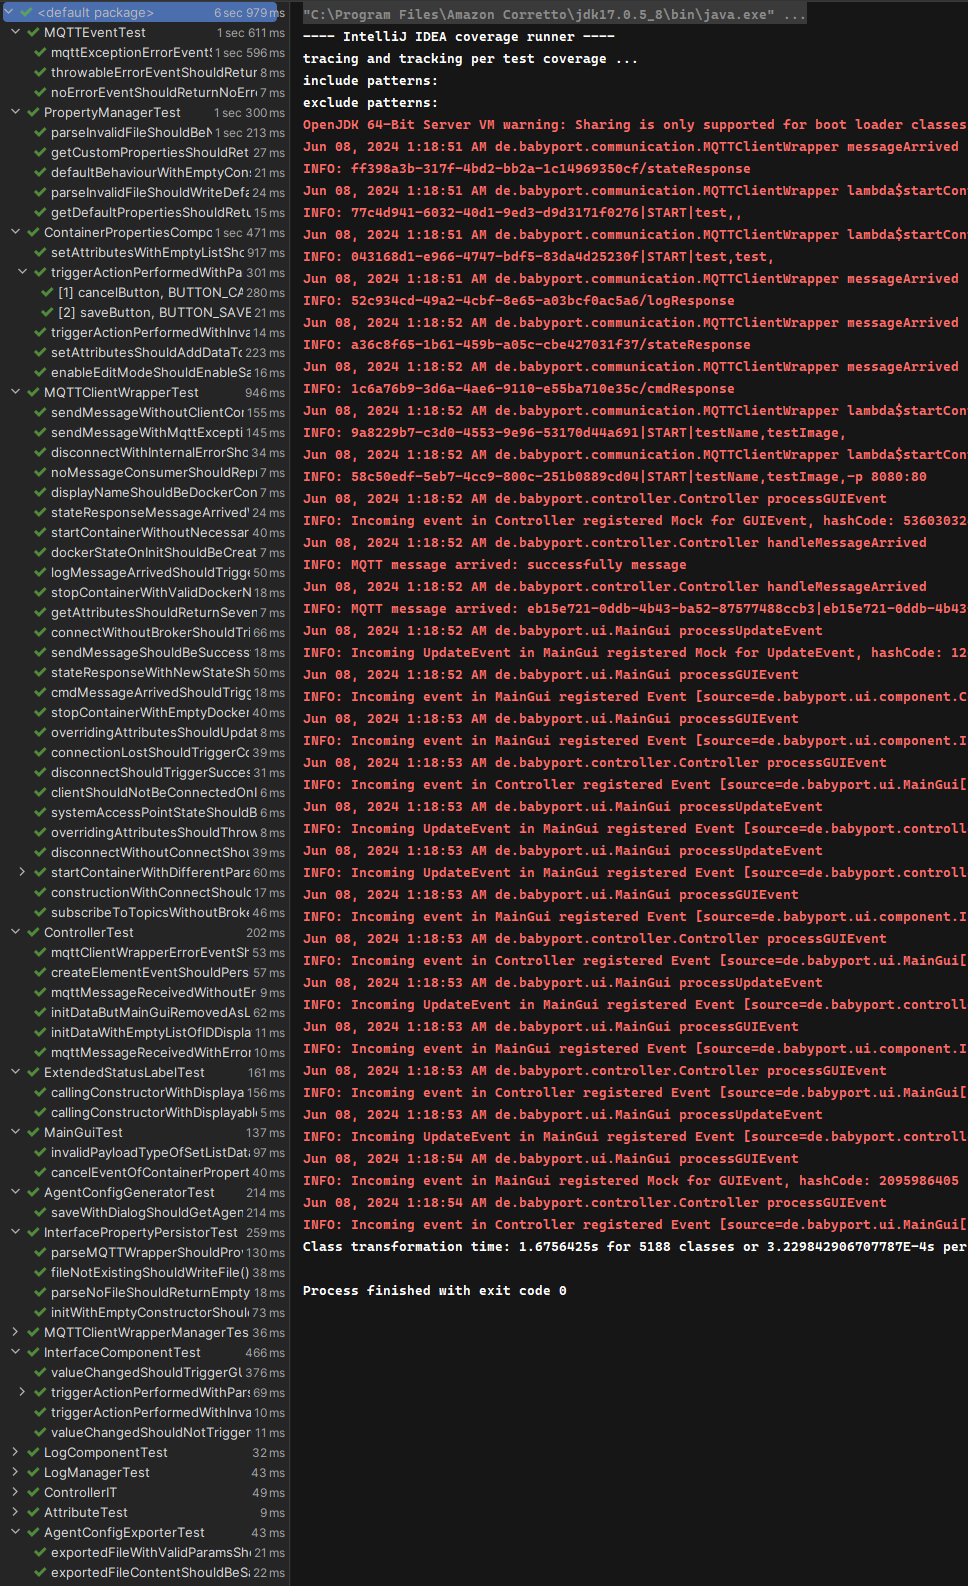 <default package> 6 sec 979 ms
MQTTEventTest 1 sec 611 ms
mqttExceptionErrorEvent 1 sec 596 ms
throwableErrorEventShouldRetur 8 ms
noErrorEventShouldReturnNoErr 7 ms
PropertyManagerTest 1 sec 300 ms
parseInvalidFileShouldBeN 1 sec 213 ms
getCustomPropertiesShouldRet 27 ms
defaultBehaviourWithEmptyCon 21 ms
parseInvalidFileShouldWriteDefa 24 ms
getDefaultPropertiesShouldRetu 15 ms
ContainerPropertiesCompo 1 sec 471 ms
setAttributesWithEmptyListSho 917 ms
triggerActionPerformedWithPa 301 ms
[1] cancelButton, BUTTON_CA 280 ms
[2] saveButton, BUTTON_SAVE 21 ms
triggerActionPerformedWithInva 14 ms
setAttributesShouldAddDataTo 223 ms
enableEditModeShouldEnableSa 16 ms
MQTTClientWrapperTest 946 ms
sendMessageWithoutClientCon 155 ms
sendMessageWithMqttExcepti 145 ms
disconnectWithInternalErrorSho 34 ms
noMessageConsumerShouldRep 7 ms
displayNameShouldBeDockerCon 7 ms
stateResponseMessageArrived 24 ms
startContainerWithoutNecessar 40 ms
dockerStateOnInitShouldBeCreat 7 ms
logMessageArrivedShouldTrigge 50 ms
stopContainerWithValidDockerN 18 ms
getAttributesShouldReturnSeven 7 ms
connectWithoutBrokerShouldTri 66 ms
sendMessageShouldBeSuccess 18 ms
stateResponseWithNewStateSh 50 ms
cmdMessageArrivedShouldTrigg 18 ms
stopContainerWithEmptyDocker 40 ms
overridingAttributesShouldUpdat 8 ms
connectionLostShouldTriggerCo 39 ms
disconnectShouldTriggerSucces 31 ms
clientShouldNotBeConnectedOnI 6 ms
systemAccessPointStateShouldB 6 ms
overridingAttributesShouldThrow 8 ms
disconnectWithoutConnectShou 39 ms
startContainerWithDifferentPara 60 ms
constructionWithConnectShould 17 ms
subscribeToTopicsWithoutBroke 46 ms
ControllerTest 202 ms
mqttClientWrapperErrorEventSh 53 ms
createElementEventShouldPers 57 ms
mqttMessageReceivedWithoutEr 9 ms
initDataButMainGuiRemovedAsL 62 ms
initDataWithEmptyListOfIDDispla 11 ms
mqttMessageReceivedWithError 10 ms
ExtendedStatusLabelTest 161 ms
callingConstructorWithDisplaya 156 ms
callingConstructorWithDisplayabl 5 ms
MainGuiTest 137 ms
invalidPayloadTypeOfSetListData 97 ms
cancelEventOfContainerPropert 40 ms
AgentConfigGeneratorTest 214 ms
saveWithDialogShouldGetAgen 214 ms
InterfacePropertyPersistorTest 259 ms
parseMQTTWrapperShouldPro 130 ms
fileNotExistingShouldWriteFile() 38 ms
parseNoFileShouldReturnEmpty 18 ms
initWithEmptyConstructorShoul 73 ms
MQTTClientWrapperManagerTes 36 ms
InterfaceComponentTest 466 ms
valueChangedShouldTriggerGU 376 ms
triggerActionPerformedWithPar 69 ms
triggerActionPerformedWithInva 10 ms
valueChangedShouldNotTrigger 11 ms
LogComponentTest 32 ms
LogManagerTest 43 ms
ControllerIT 49 ms
AttributeTest 9 ms
AgentConfigExporterTest 43 ms
exportedFileWithValidParamsSh 21 ms
exportedFileContentShouldBeSa 22 ms
"C:\Program Files\Amazon Corretto\jdk17.0.5_8\bin\java.exe" ...
---- IntelliJ IDEA coverage runner ----
tracing and tracking per test coverage ...
include patterns:
exclude patterns:
OpenJDK 64-Bit Server VM warning: Sharing is only supported for boot loader classes
Jun 08, 2024 1:18:51 AM de.babyport.communication.MQTTClientWrapper messageArrived
INFO: ff398a3b-317f-4bd2-bb2a-1c14969350cf/stateResponse
Jun 08, 2024 1:18:51 AM de.babyport.communication.MQTTClientWrapper lambda$startCon
INFO: 77c4d941-6032-40d1-9ed3-d9d3171f0276|START|test,,
Jun 08, 2024 1:18:51 AM de.babyport.communication.MQTTClientWrapper lambda$startCon
INFO: 043168d1-e966-4747-bdf5-83da4d25230f|START|test,test,
Jun 08, 2024 1:18:51 AM de.babyport.communication.MQTTClientWrapper messageArrived
INFO: 52c934cd-49a2-4cbf-8e65-a03bcf0ac5a6/logResponse
Jun 08, 2024 1:18:52 AM de.babyport.communication.MQTTClientWrapper messageArrived
INFO: a36c8f65-1b61-459b-a05c-cbe427031f37/stateResponse
Jun 08, 2024 1:18:52 AM de.babyport.communication.MQTTClientWrapper messageArrived
INFO: 1c6a76b9-3d6a-4ae6-9110-e55ba710e35c/cmdResponse
Jun 08, 2024 1:18:52 AM de.babyport.communication.MQTTClientWrapper lambda$startCon
INFO: 9a8229b7-c3d0-4553-9e96-53170d44a691|START|testName,testImage,
Jun 08, 2024 1:18:52 AM de.babyport.communication.MQTTClientWrapper lambda$startCon
INFO: 58c50edf-5eb7-4cc9-800c-251b0889cd04|START|testName,testImage,-p 8080:80
Jun 08, 2024 1:18:52 AM de.babyport.controller.Controller processGUIEvent
INFO: Incoming event in Controller registered Mock for GUIEvent, hashCode: 53603032
Jun 08, 2024 1:18:52 AM de.babyport.controller.Controller handleMessageArrived
INFO: MQTT message arrived: successfully message
Jun 08, 2024 1:18:52 AM de.babyport.controller.Controller handleMessageArrived
INFO: MQTT message arrived: eb15e721-0ddb-4b43-ba52-87577488ccb3|eb15e721-0ddb-4b43
Jun 08, 2024 1:18:52 AM de.babyport.ui.MainGui processUpdateEvent
INFO: Incoming UpdateEvent in MainGui registered Mock for UpdateEvent, hashCode: 12
Jun 08, 2024 1:18:52 AM de.babyport.ui.MainGui processGUIEvent
INFO: Incoming event in MainGui registered Event [source=de.babyport.ui.component.C
Jun 08, 2024 1:18:53 AM de.babyport.ui.MainGui processGUIEvent
INFO: Incoming event in MainGui registered Event [source=de.babyport.ui.component.I
Jun 08, 2024 1:18:53 AM de.babyport.controller.Controller processGUIEvent
INFO: Incoming event in Controller registered Event [source=de.babyport.ui.MainGui[
Jun 08, 2024 1:18:53 AM de.babyport.ui.MainGui processUpdateEvent
INFO: Incoming UpdateEvent in MainGui registered Event [source=de.babyport.controll
Jun 08, 2024 1:18:53 AM de.babyport.ui.MainGui processUpdateEvent
INFO: Incoming UpdateEvent in MainGui registered Event [source=de.babyport.controll
Jun 08, 2024 1:18:53 AM de.babyport.ui.MainGui processGUIEvent
INFO: Incoming event in MainGui registered Event [source=de.babyport.ui.component.I
Jun 08, 2024 1:18:53 AM de.babyport.controller.Controller processGUIEvent
INFO: Incoming event in Controller registered Event [source=de.babyport.ui.MainGui[
Jun 08, 2024 1:18:53 AM de.babyport.ui.MainGui processUpdateEvent
INFO: Incoming UpdateEvent in MainGui registered Event [source=de.babyport.controll
Jun 08, 2024 1:18:53 AM de.babyport.ui.MainGui processGUIEvent
INFO: Incoming event in MainGui registered Event [source=de.babyport.ui.component.I
Jun 08, 2024 1:18:53 AM de.babyport.controller.Controller processGUIEvent
INFO: Incoming event in Controller registered Event [source=de.babyport.ui.MainGui[
Jun 08, 2024 1:18:53 AM de.babyport.ui.MainGui processUpdateEvent
INFO: Incoming UpdateEvent in MainGui registered Event [source=de.babyport.controll
Jun 08, 2024 1:18:54 AM de.babyport.ui.MainGui processGUIEvent
INFO: Incoming event in MainGui registered Mock for GUIEvent, hashCode: 2095986405
Jun 08, 2024 1:18:54 AM de.babyport.controller.Controller processGUIEvent
INFO: Incoming event in Controller registered Event [source=de.babyport.ui.MainGui[
Class transformation time: 1.6756425s for 5188 classes or 3.229842906707787E-4s per
Process finished with exit code 0